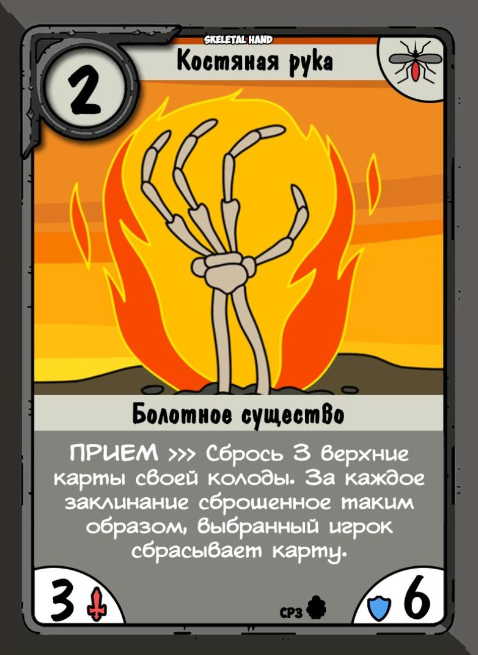 SKELETAL HAND
Костяная рука
2
Болотное существо
ПРИЕМ >>> Сбрось 3 верхние
карты своей колоды. За каждое
заклинание сброшенное таким
образом, выбранный игрок
сбрасывает карту.
3
СР3
6